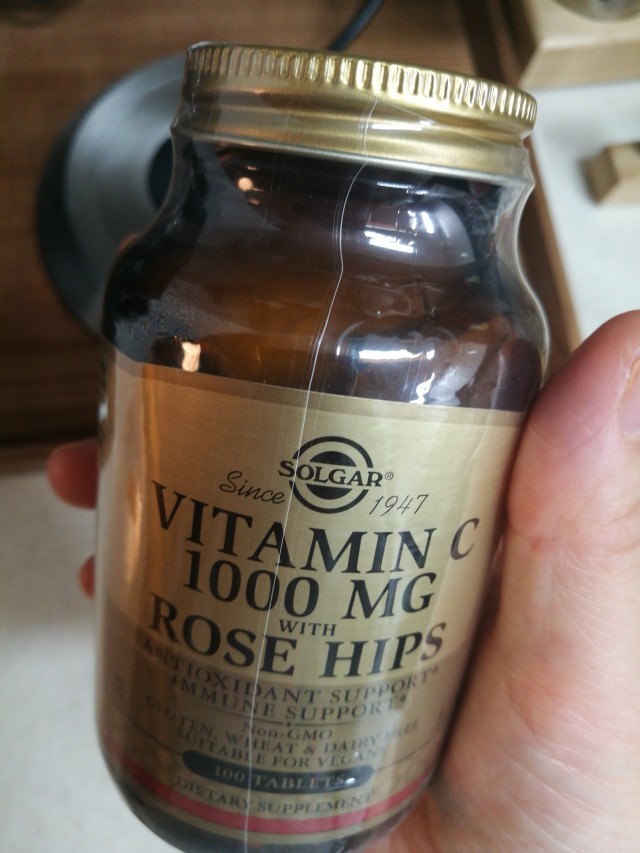 SOLGAR®
Since 1947
VITAMIN C
1000 MG
WITH
ROSE HIPS
ANTIOXIDANT SUPPORT*
IMMUNE SUPPORT*
Non-GMO
GLUTEN, WHEAT & DAIRY FREE
SUITABLE FOR VEGANS
100 TABLETS
DIETARY SUPPLEMENT